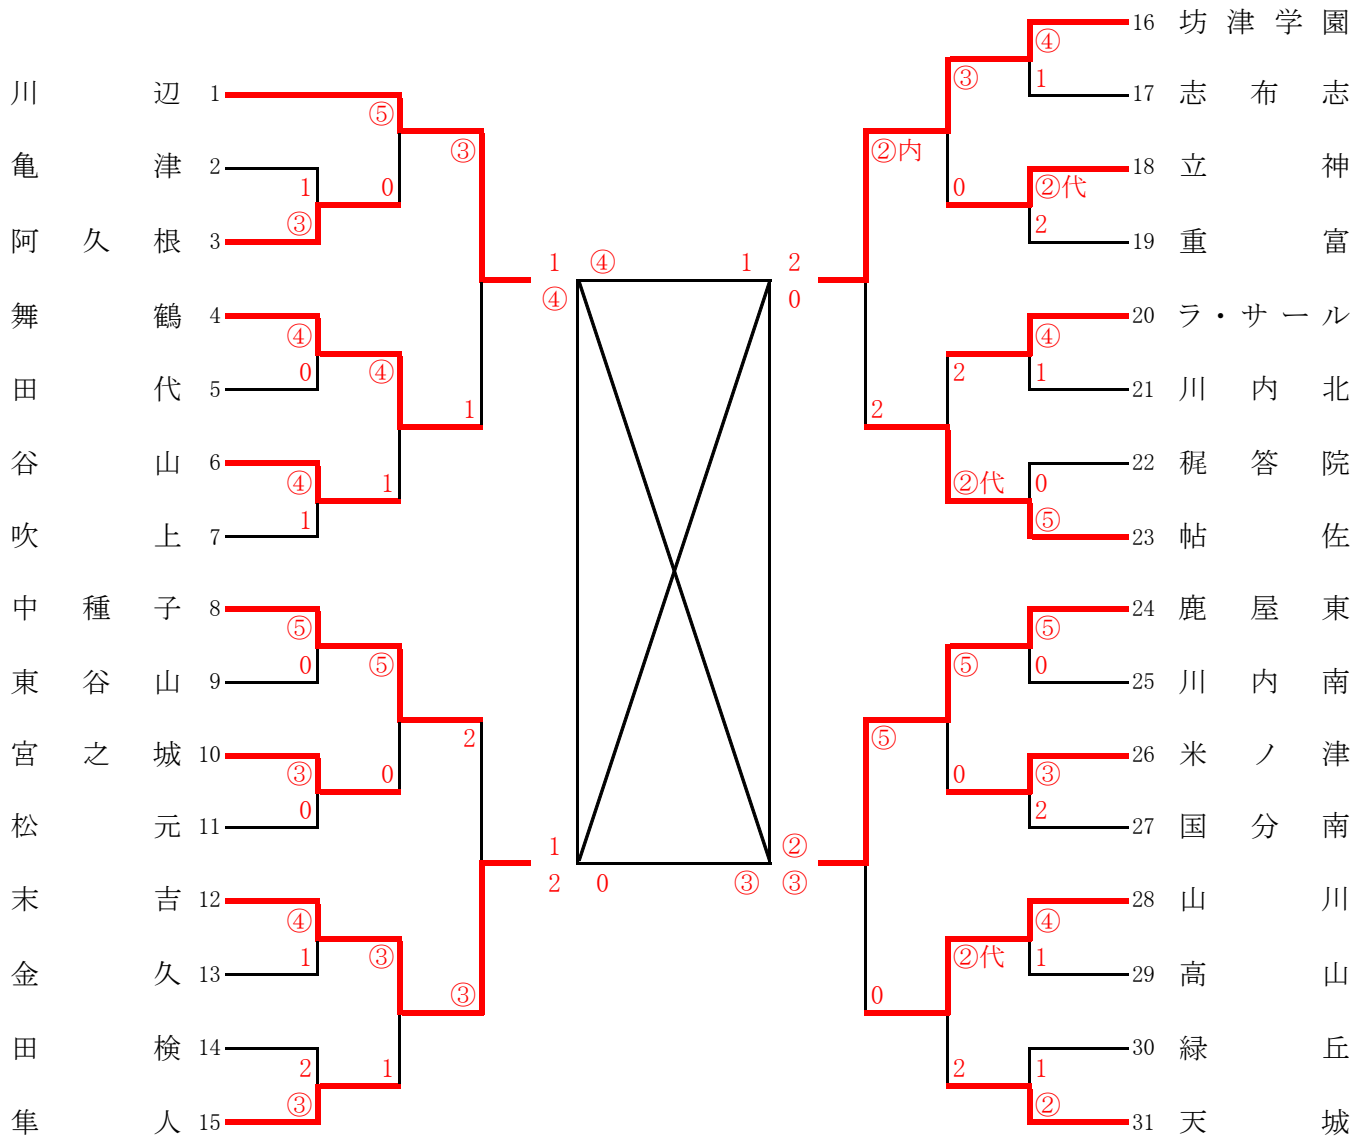 川辺 1
⑤
③
亀津 2
1
0
③
阿久根 3
舞鶴 4
④
0
④
1
田代 5
谷山 6
④
1
1
吹上 7
中種子 8
⑤
0
⑤
2
東谷山 9
宮之城 10
③
0
0
松元 11
末吉 12
④
1
③
③
金久 13
田検 14
2
1
③
隼人 15
1 ④ 1 2
④ 0
1 ②
2 0 ③ ③
16 坊津学園
④
③
1
17 志布志
②内
18 立神
②代
0
2
19 重富
20 ラ・サール
④
2
1
21 川内北
2
22 稚答院
②代
0
⑤
23 帖佐
24 鹿屋東
⑤
⑤
0
25 川内南
⑤
26 米ノ津
③
0
2
27 国分南
28 山川
④
②代
1
29 高山
0
30 緑丘
2
1
②
31 天城